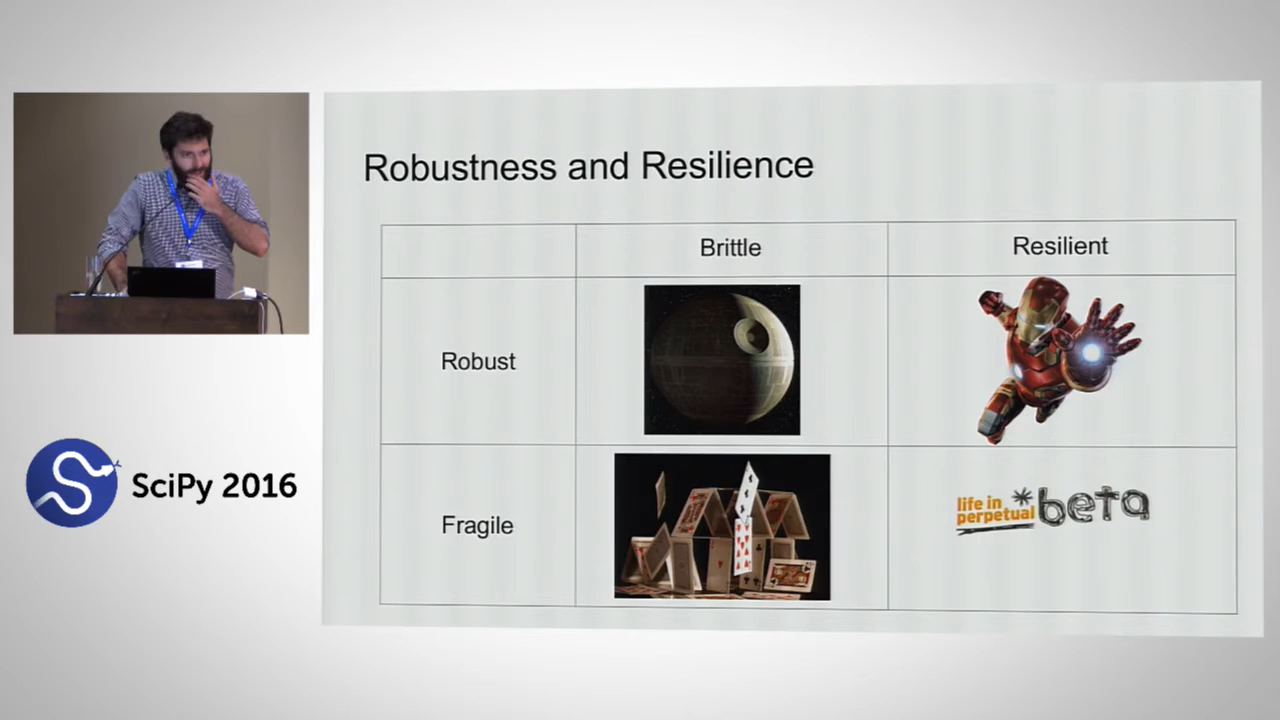 Robustness and Resilience
Brittle
Resilient
Robust
Fragile
life in
perpetual
*beta
SciPy 2016